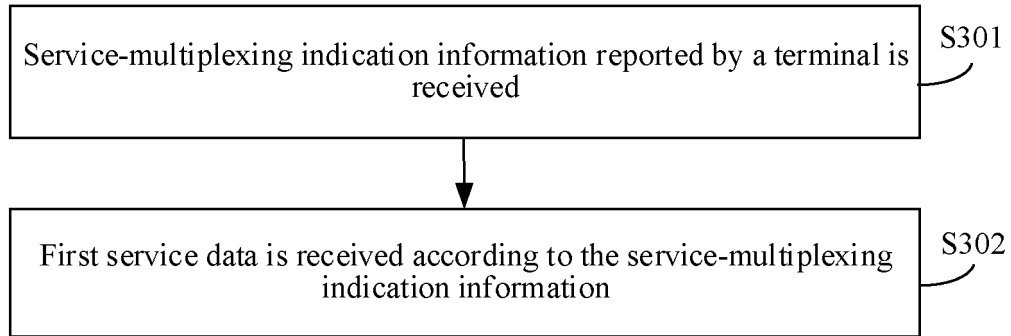 Service-multiplexing indication information reported by a terminal is
received
S301
First service data is received according to the service-multiplexing
indication information
S302